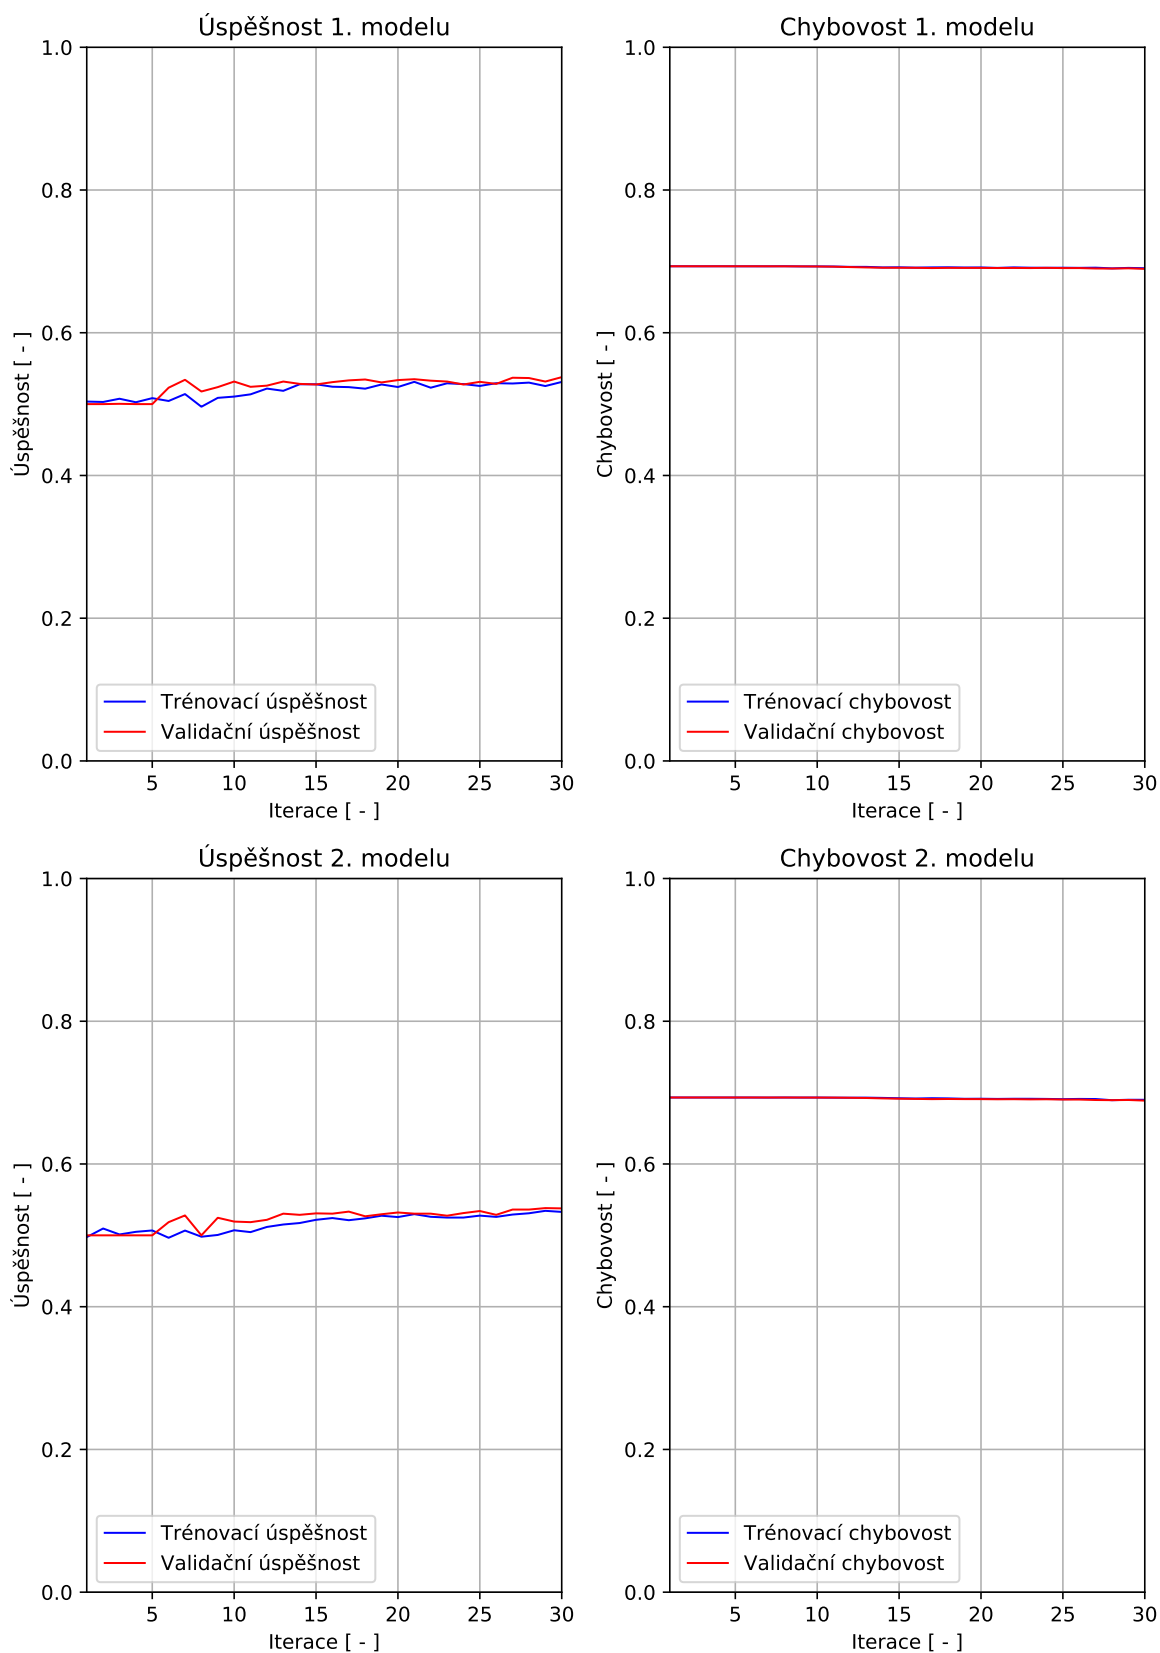 Úspěšnost 1. modelu
1.0
0.8
0.6
0.4
0.2
0.0
Úspěšnost [ - ]
Trénovací úspěšnost
Validační úspěšnost
5 10 15 20 25 30
Iterace [ - ]
Chybovost 1. modelu
1.0
0.8
0.6
0.4
0.2
0.0
Chybovost [ - ]
Trénovací chybovost
Validační chybovost
5 10 15 20 25 30
Iterace [ - ]
Úspěšnost 2. modelu
1.0
0.8
0.6
0.4
0.2
0.0
Úspěšnost [ - ]
Trénovací úspěšnost
Validační úspěšnost
5 10 15 20 25 30
Iterace [ - ]
Chybovost 2. modelu
1.0
0.8
0.6
0.4
0.2
0.0
Chybovost [ - ]
Trénovací chybovost
Validační chybovost
5 10 15 20 25 30
Iterace [ - ]